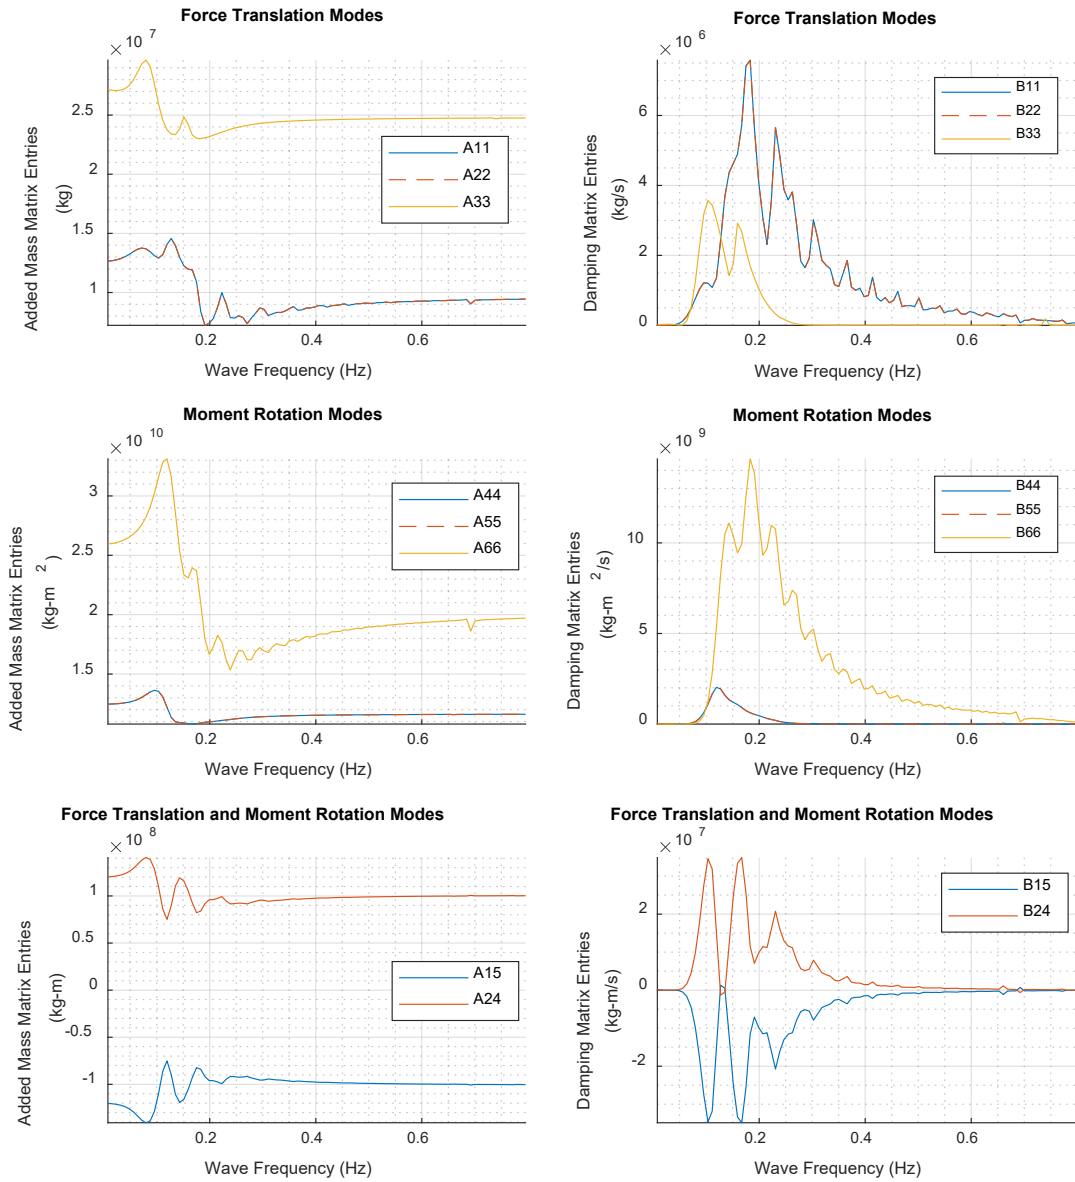 Force Translation Modes
× 10 7
2.5
2
1.5
1
0.2
0.4
0.6
Wave Frequency (Hz)
Added Mass Matrix Entries
(kg)
A11
A22
A33
Force Translation Modes
× 10 6
6
4
2
0
0.2
0.4
0.6
Wave Frequency (Hz)
Damping Matrix Entries
(kg/s)
B11
B22
B33
Moment Rotation Modes
× 10 10
3
2.5
2
1.5
0.2
0.4
0.6
Wave Frequency (Hz)
Added Mass Matrix Entries
(kg-m 2)
A44
A55
A66
Moment Rotation Modes
× 10 9
10
5
0
0.2
0.4
0.6
Wave Frequency (Hz)
Damping Matrix Entries
(kg-m 2/s)
B44
B55
B66
Force Translation and Moment Rotation Modes
× 10 8
1
0.5
0
-0.5
-1
0.2
0.4
0.6
Wave Frequency (Hz)
Added Mass Matrix Entries
(kg-m)
A15
A24
Force Translation and Moment Rotation Modes
× 10 7
2
0
-2
0.2
0.4
0.6
Wave Frequency (Hz)
Damping Matrix Entries
(kg-m/s)
B15
B24